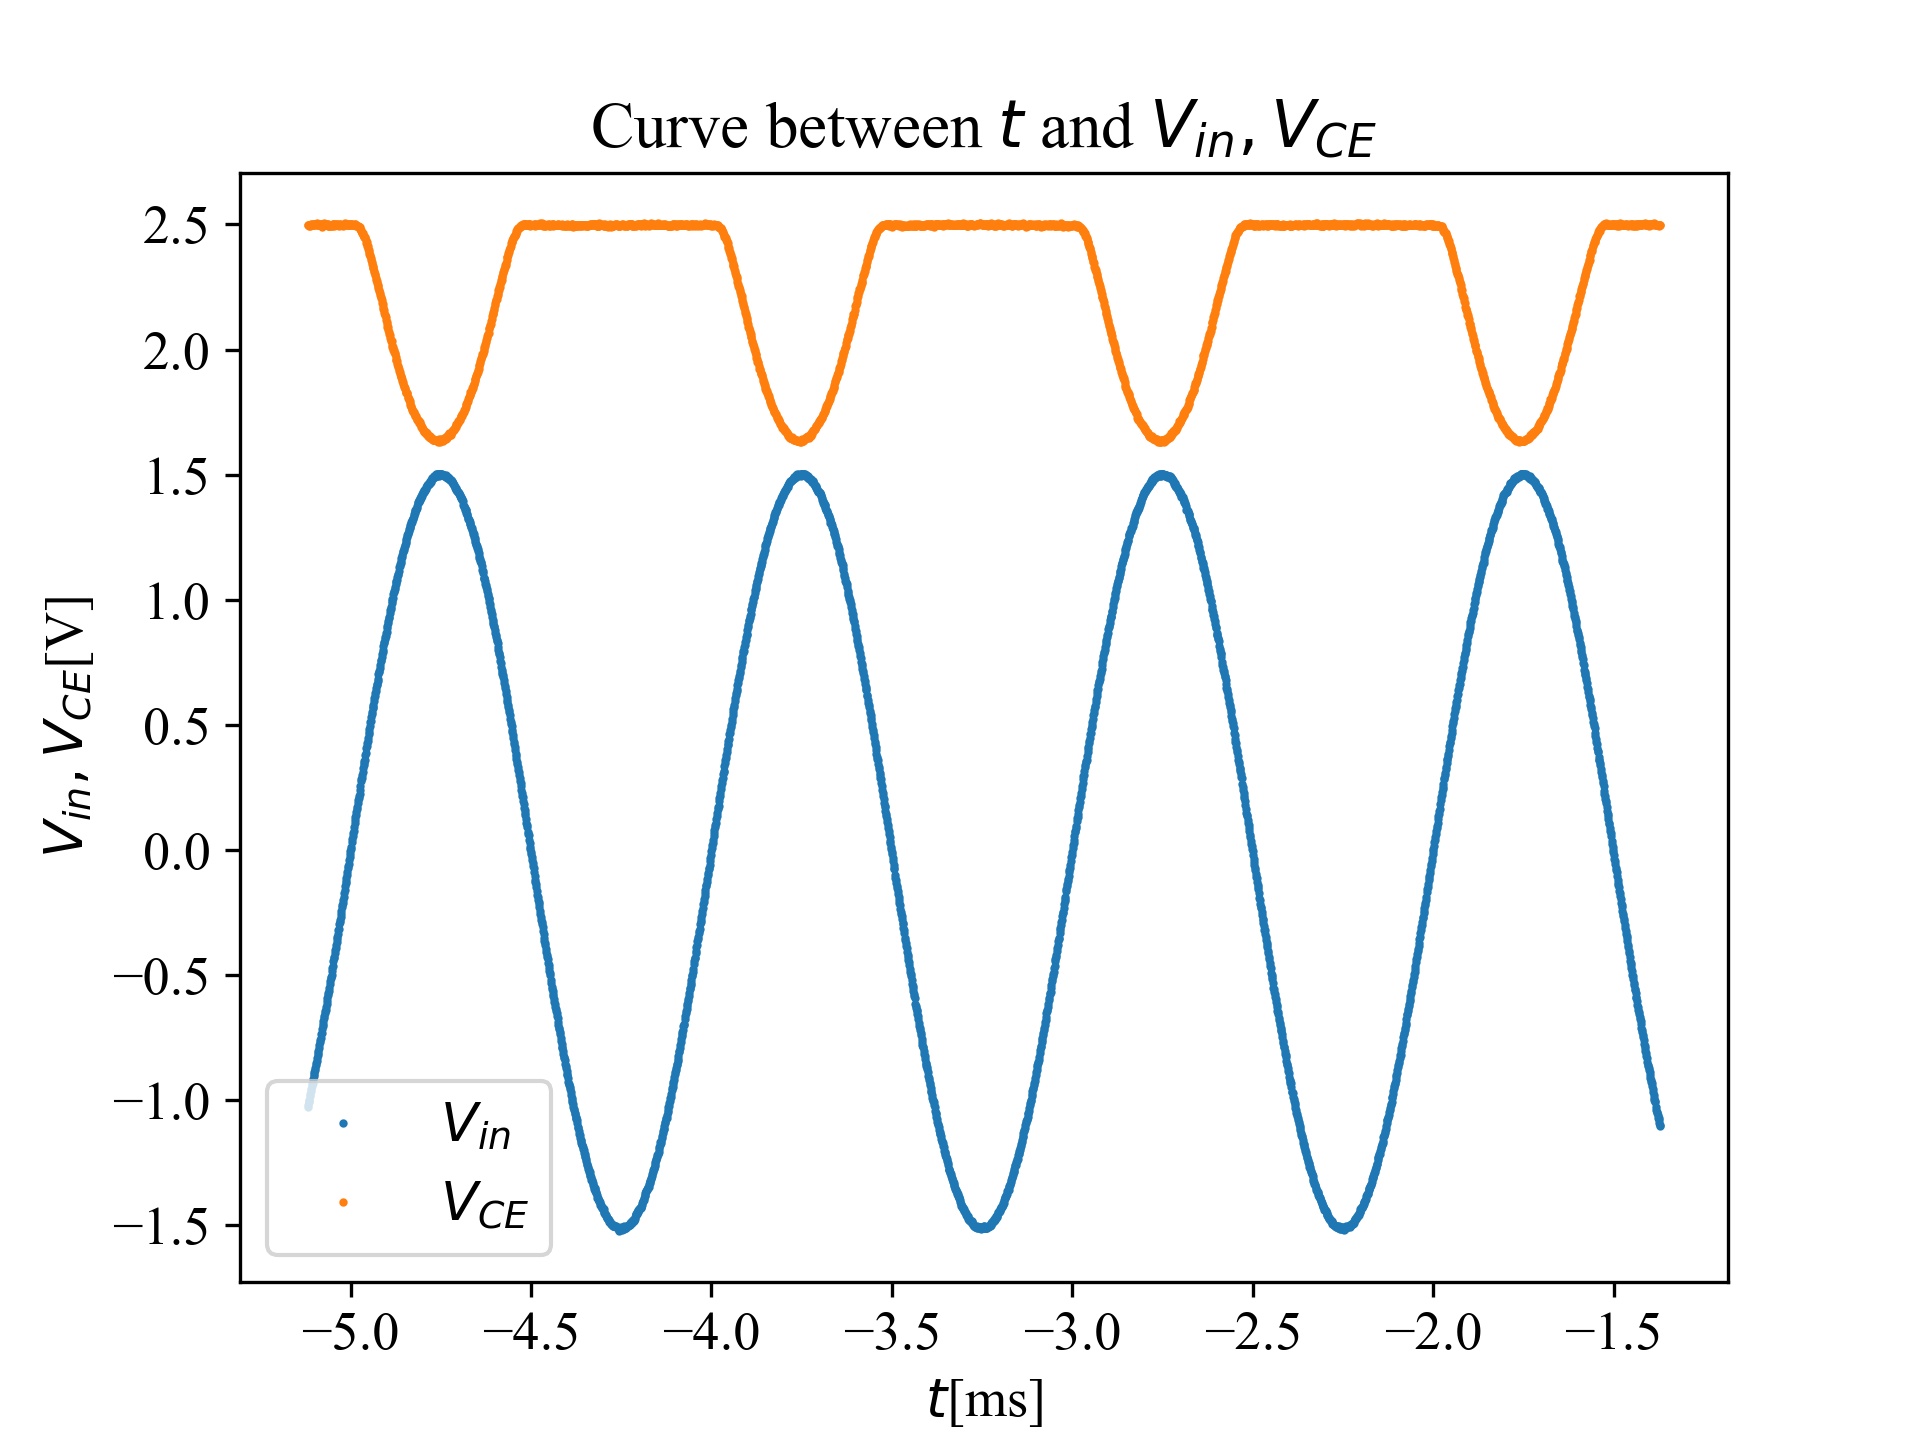 Curve between t and V_in, V_CE
2.5
2.0
1.5
1.0
0.5
0.0
−0.5
−1.0
−1.5
V_in, V_CE[V]
V_in
V_CE
−5.0 −4.5 −4.0 −3.5 −3.0 −2.5 −2.0 −1.5
t[ms]